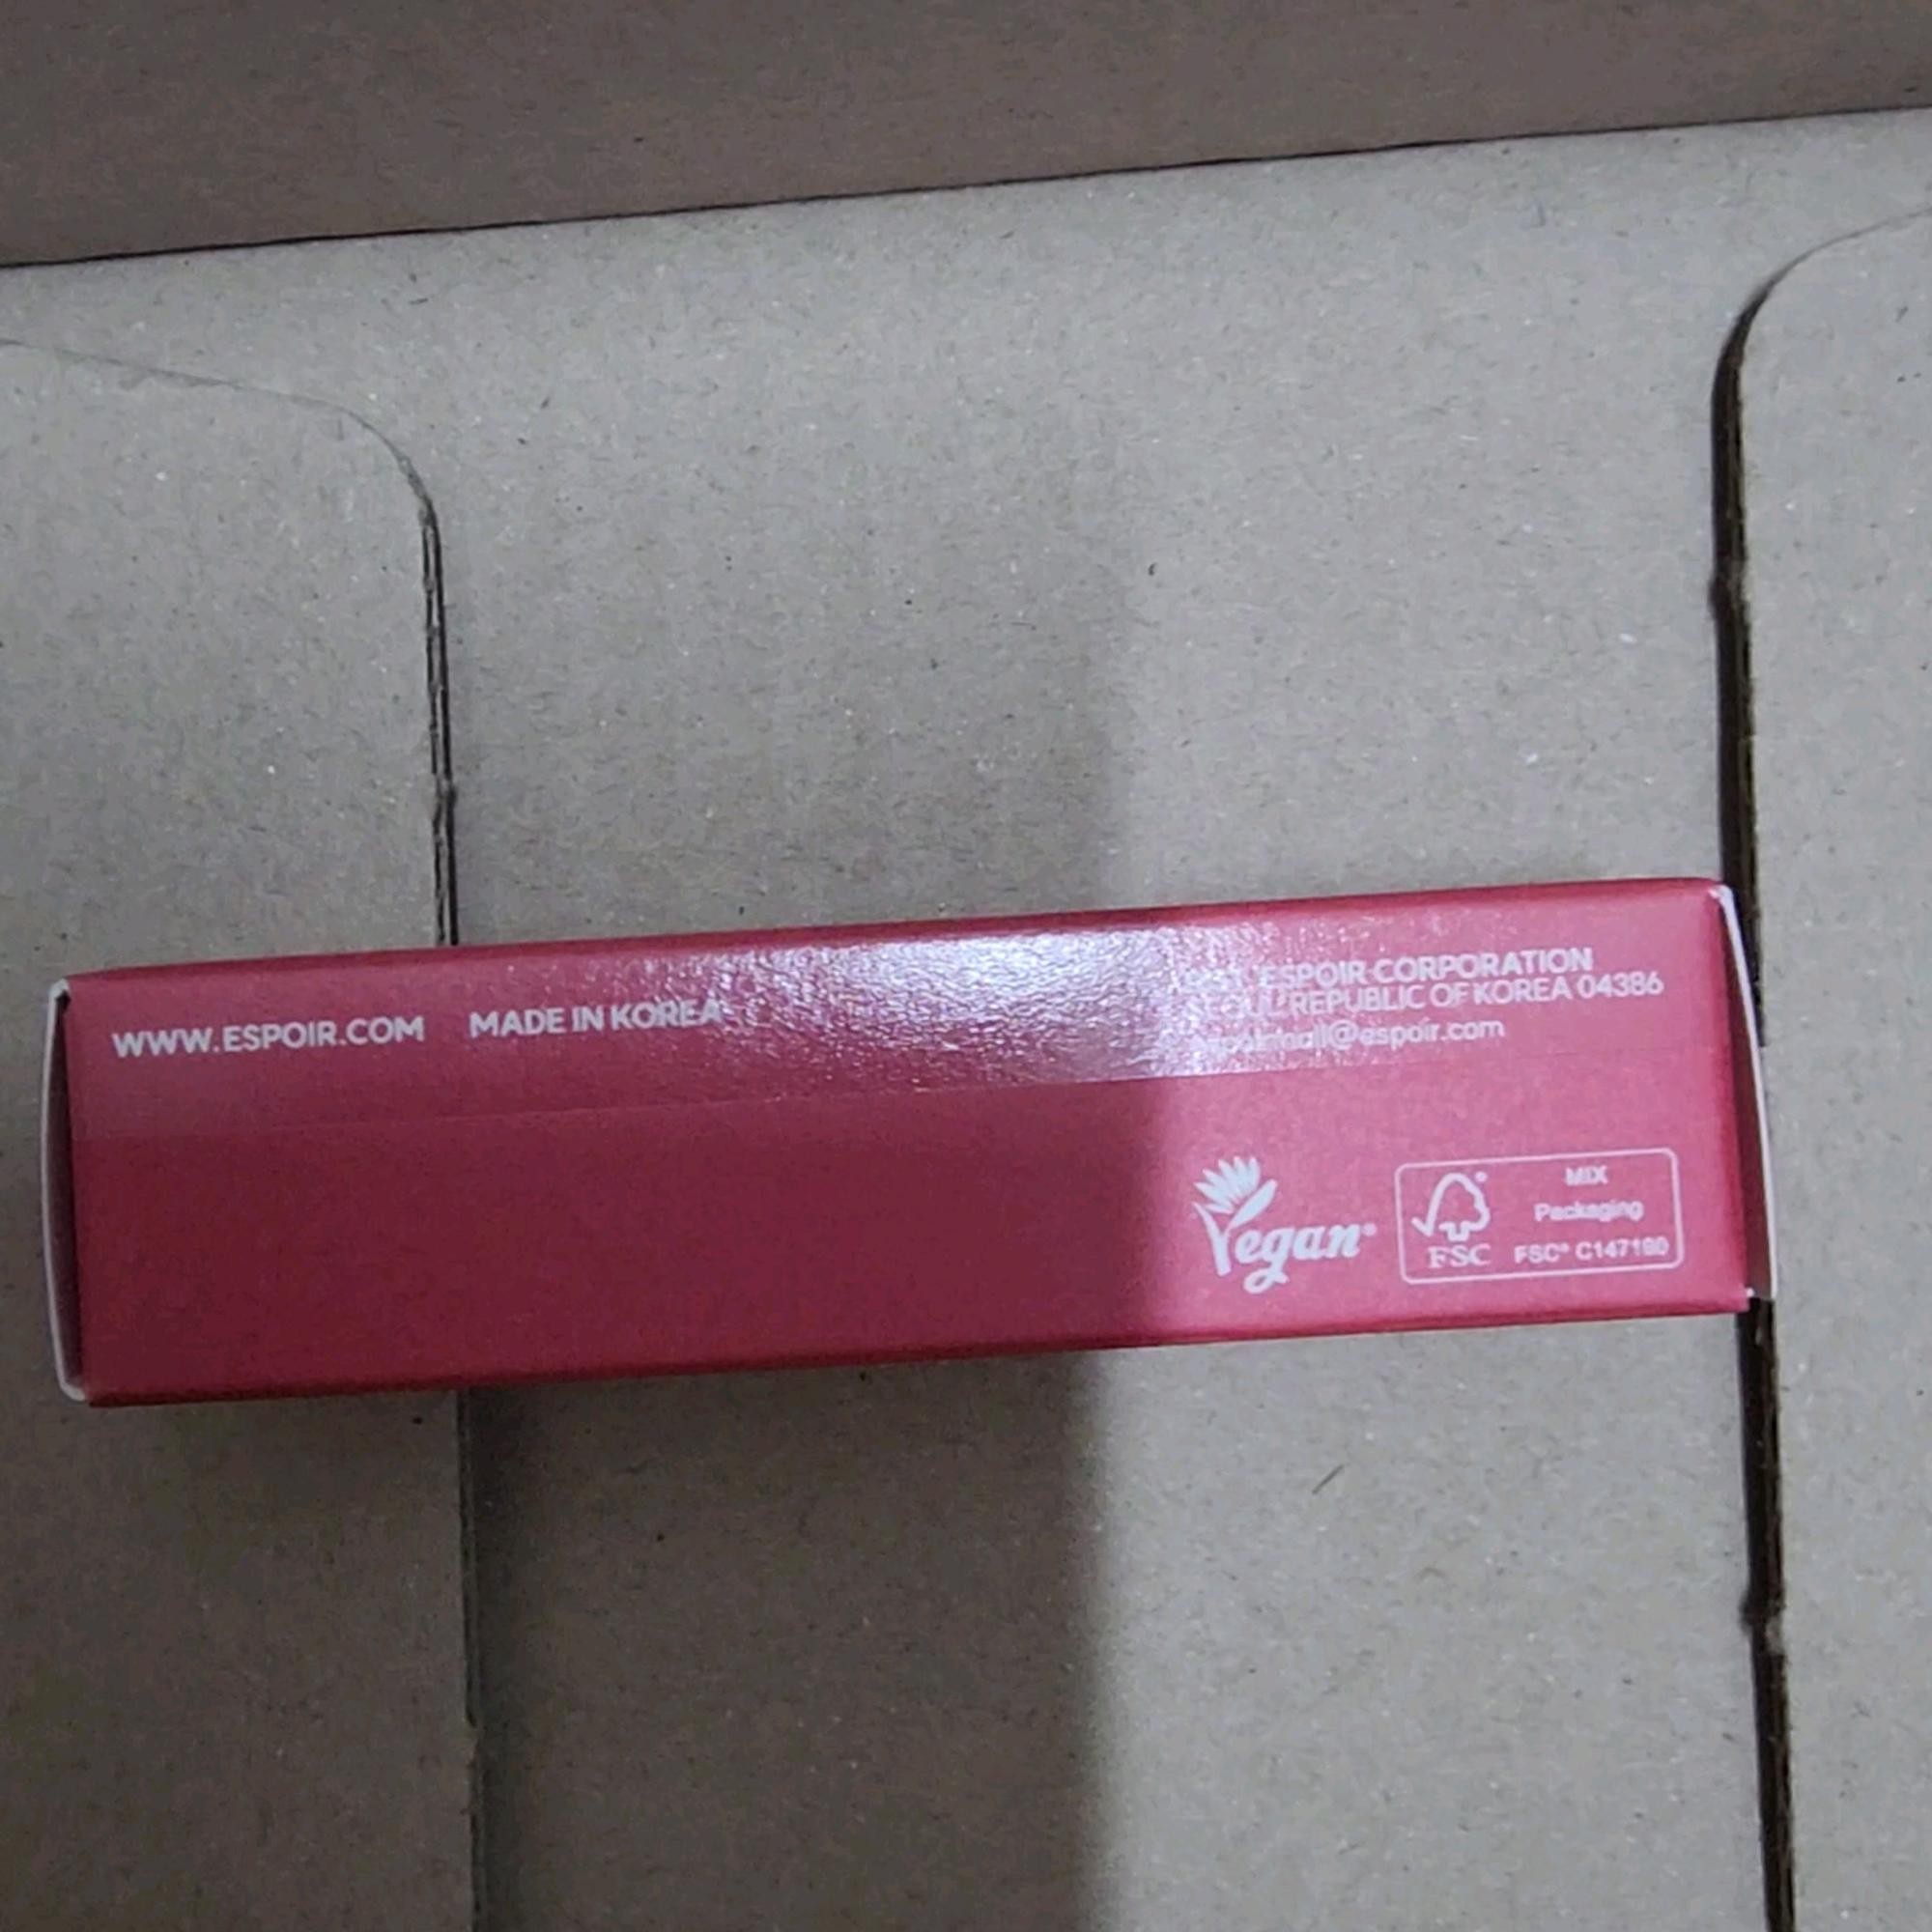 WWW.ESPOIR.COM MADE IN KOREA
ESPOIR CORPORATION
REPUBLIC OF KOREA 04386
@espoir.com
Vegan®
FSC®
MIX
Packaging
FSC® C147190